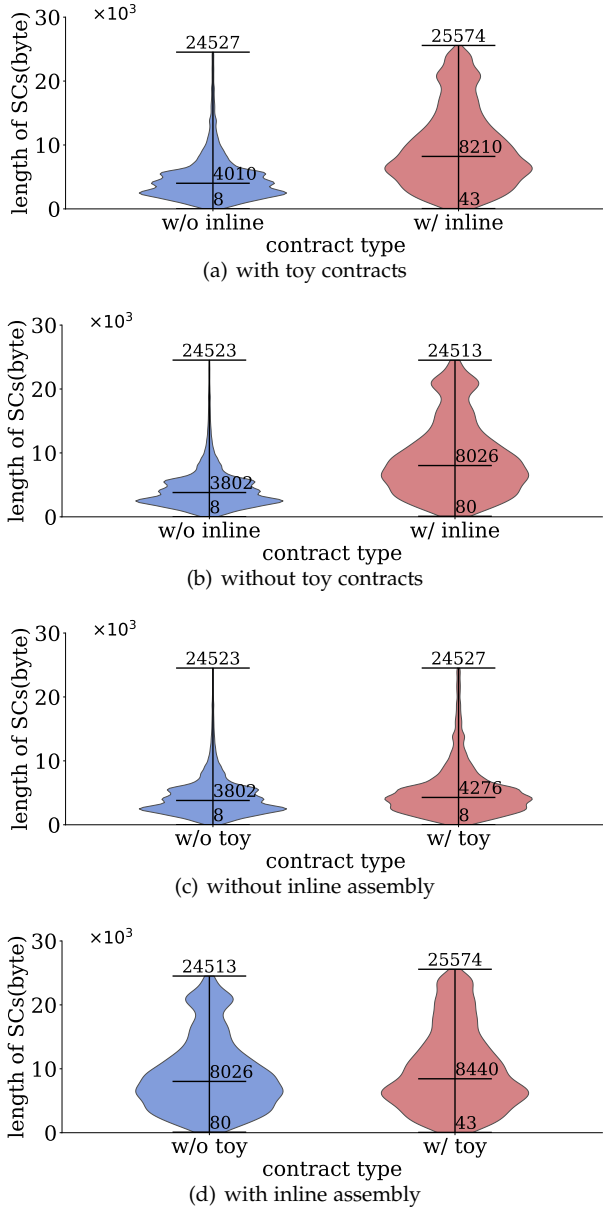 ×10³
length of SCs(byte)
30
20
10
0
24527
4010
8
25574
8210
43
w/o inline
w/ inline
contract type
(a) with toy contracts
×10³
length of SCs(byte)
30
20
10
0
24523
3802
8
24513
8026
80
w/o inline
w/ inline
contract type
(b) without toy contracts
×10³
length of SCs(byte)
30
20
10
0
24523
3802
8
24527
4276
8
w/o toy
w/ toy
contract type
(c) without inline assembly
×10³
length of SCs(byte)
30
20
10
0
24513
8026
80
25574
8440
43
w/o toy
w/ toy
contract type
(d) with inline assembly